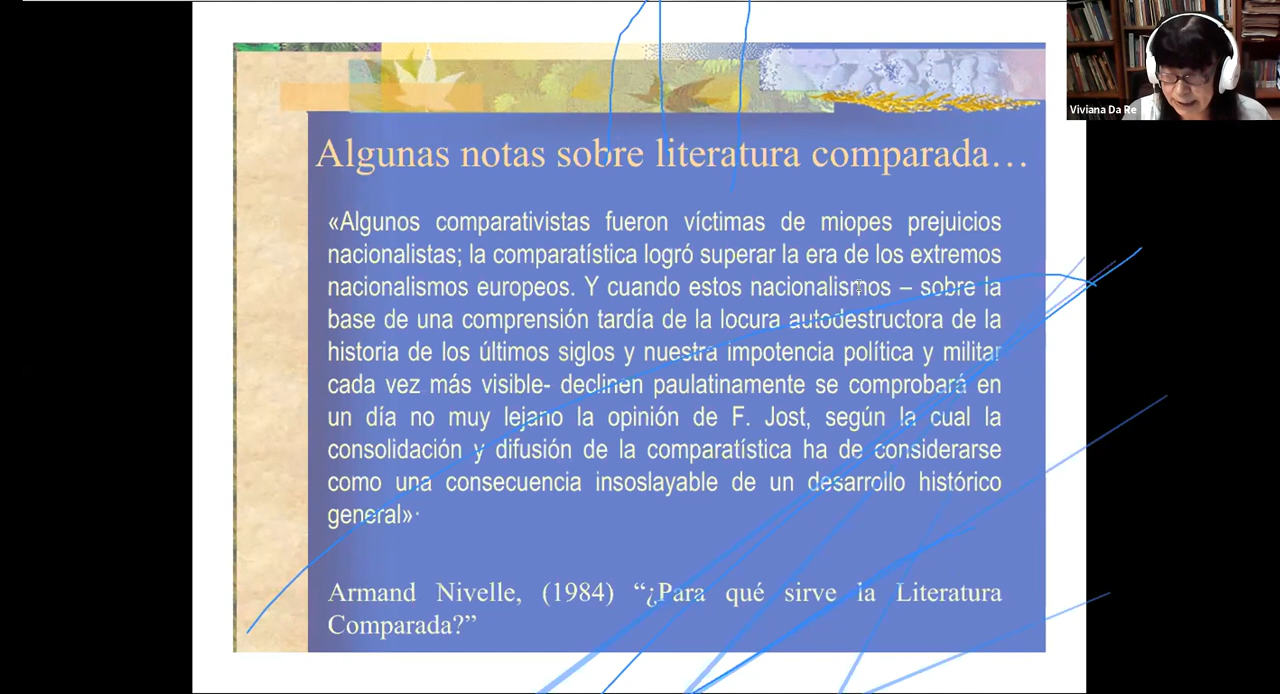 Viviana Da Re
Algunas notas sobre literatura comparada…
«Algunos comparativistas fueron víctimas de miopes prejuicios
nacionalistas; la comparatística logró superar la era de los extremos
nacionalismos europeos. Y cuando estos nacionalismos – sobre la
base de una comprensión tardía de la locura autodestructora de la
historia de los últimos siglos y nuestra impotencia política y militar
cada vez más visible- declinen paulatinamente se comprobará en
un día no muy lejano la opinión de F. Jost, según la cual la
consolidación y difusión de la comparatística ha de considerarse
como una consecuencia insoslayable de un desarrollo histórico
general»·
Armand Nivelle, (1984) “¿Para qué sirve la Literatura
Comparada?”